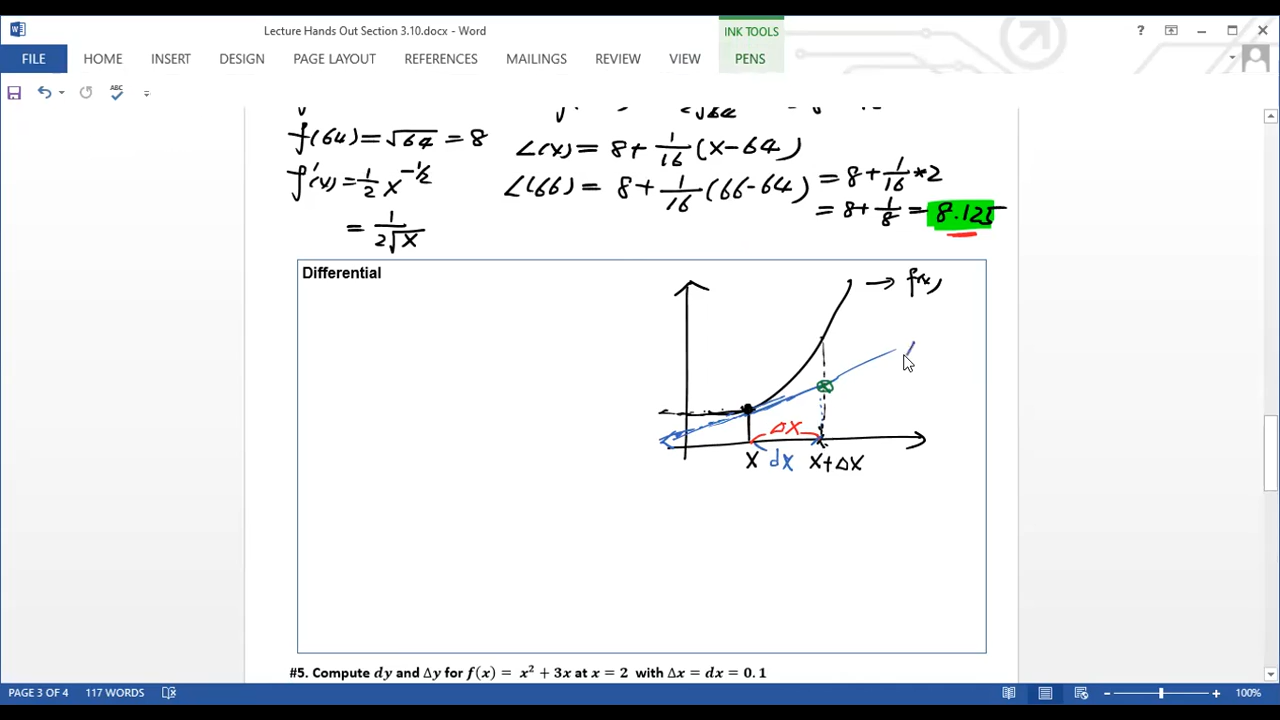 Lecture Hands Out Section 3.10.docx - Word
INK TOOLS
FILE HOME INSERT DESIGN PAGE LAYOUT REFERENCES MAILINGS REVIEW VIEW PENS
f(64) = √64 = 8
L(x) = 8 + 1/16 (x - 64)
f'(x) = 1/2 x^(-1/2)
L(66) = 8 + 1/16 (66 - 64) = 8 + 1/16 * 2
= 1/(2√x)
= 8 + 1/8 = 8.125
Differential
→ f(x)
Δx
x dx x+Δx
#5. Compute dy and Δy for f(x) = x² + 3x at x = 2 with Δx = dx = 0.1
PAGE 3 OF 4 117 WORDS 100%